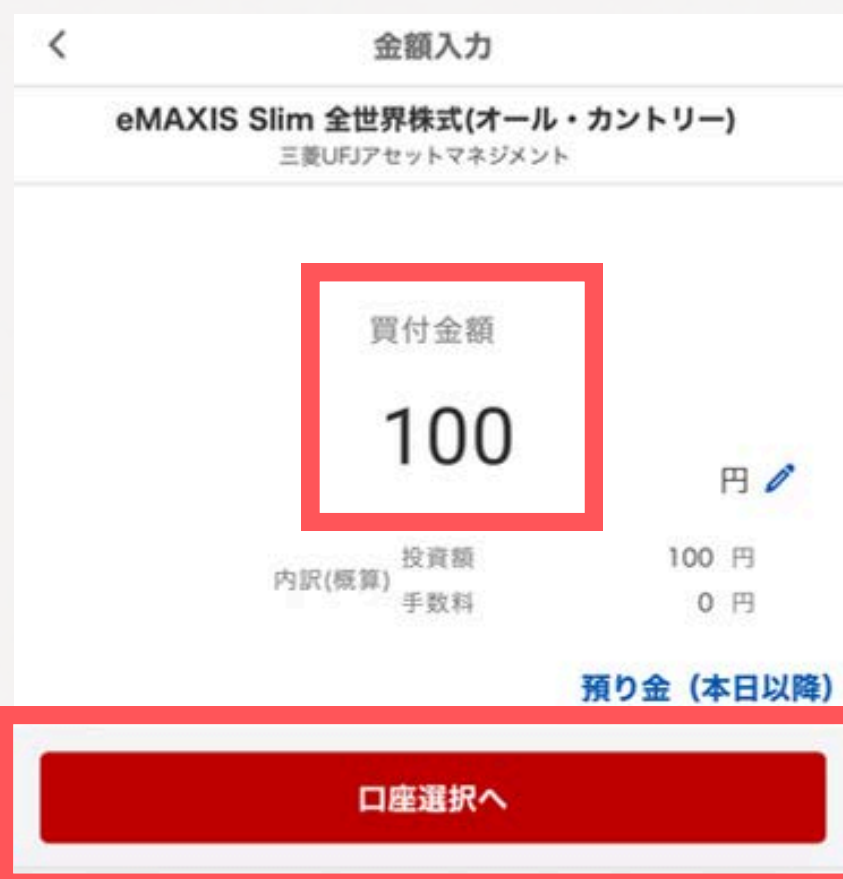 金額入力
eMAXIS Slim 全世界株式(オール・カントリー)
三菱UFJアセットマネジメント
買付金額
100
円
内訳(概算)
投資額 100 円
手数料 0 円
預り金（本日以降）
口座選択へ